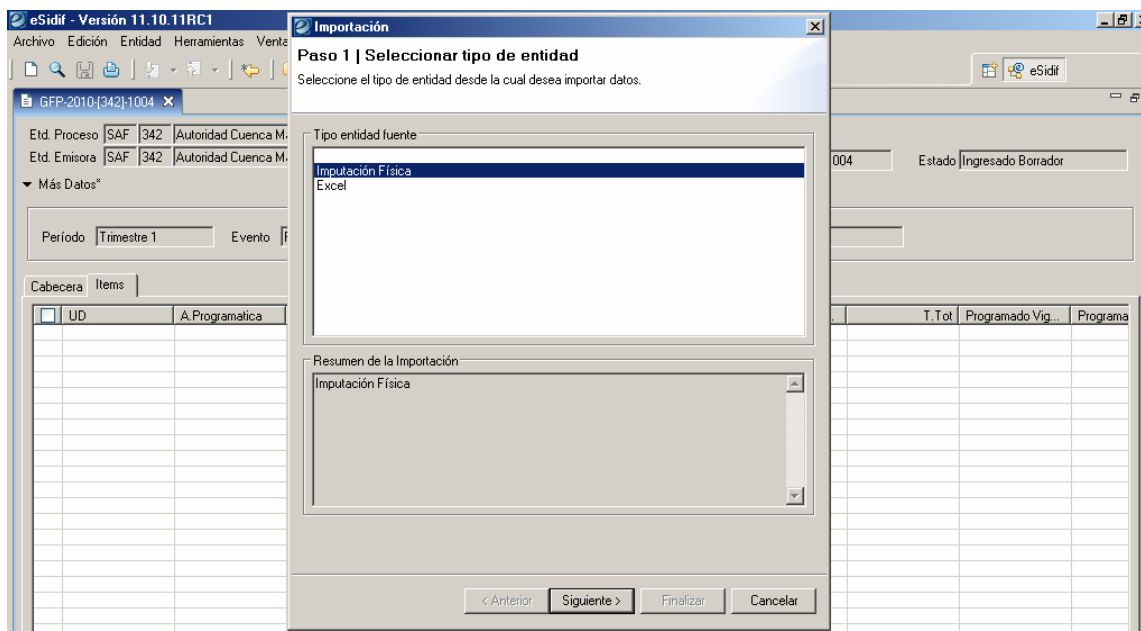 eSidif - Versión 11.10.11RC1
Archivo Edición Entidad Herramientas Venta
eSidif
GFP-2010-[342]-1004
Etd. Proceso SAF 342 Autoridad Cuenca M
Etd. Emisora SAF 342 Autoridad Cuenca M
004 Estado Ingresado Borrador
Más Datos*
Período Trimestre 1 Evento
Cabecera Items
UD A.Programatica T.Tot Programado Vig... Programa
Importación
Paso 1 | Seleccionar tipo de entidad
Seleccione el tipo de entidad desde la cual desea importar datos.
Tipo entidad fuente
Imputación Física
Excel
Resumen de la Importación
Imputación Física
< Anterior Siguiente > Finalizar Cancelar